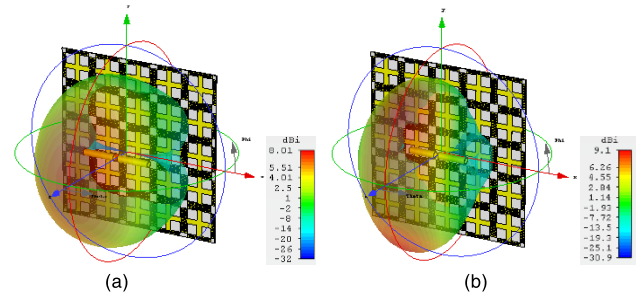 Y
Y
Phi
Phi
x
Theta
Theta
dBi
8.01
5.51
4.01
2.5
1
-2
-8
-14
-20
-26
-32
dBi
9.1
6.26
4.55
2.84
1.14
-1.93
-7.72
-13.5
-19.3
-25.1
-30.9
(a)
(b)